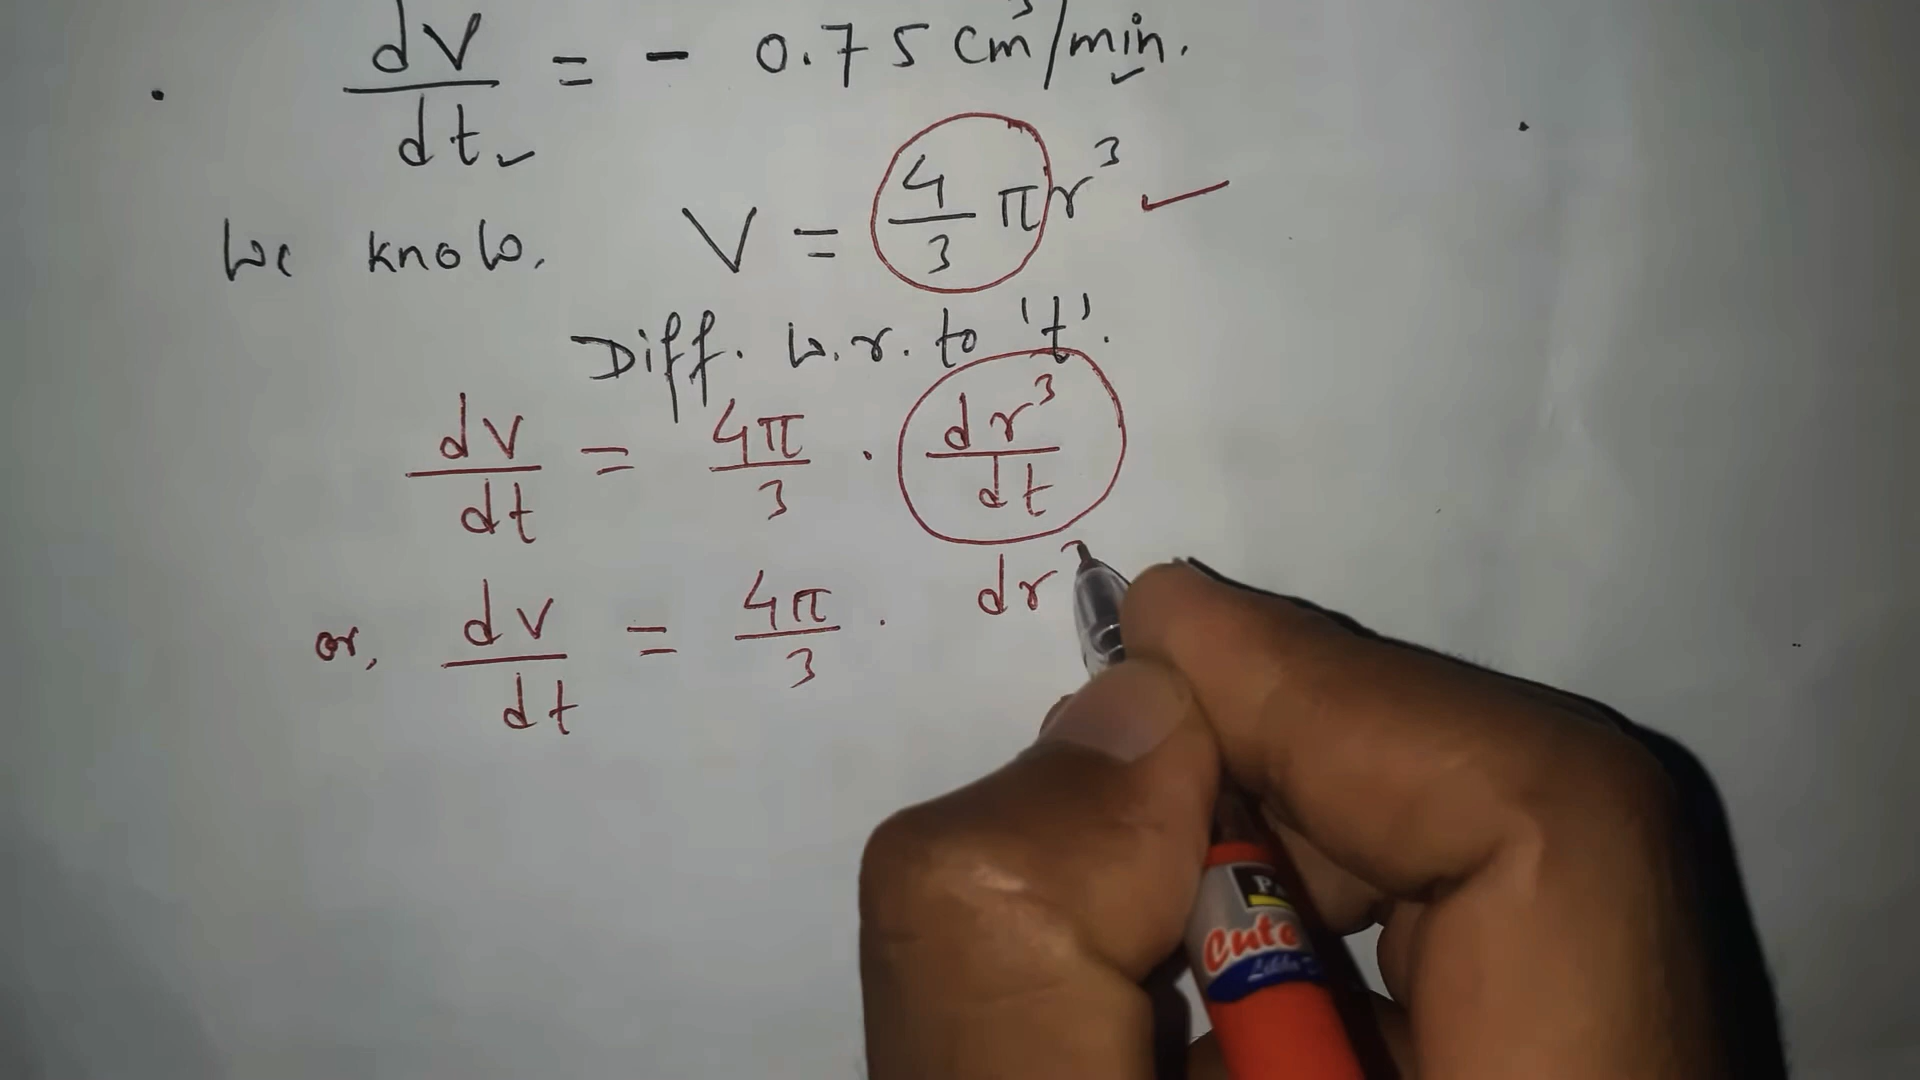 dV/dt = - 0.75 cm³/min.
We know, V = 4/3 πr³
Diff. w.r. to 't'.
dv/dt = 4π/3 . dr³/dt
or, dv/dt = 4π/3 . dr
Cute